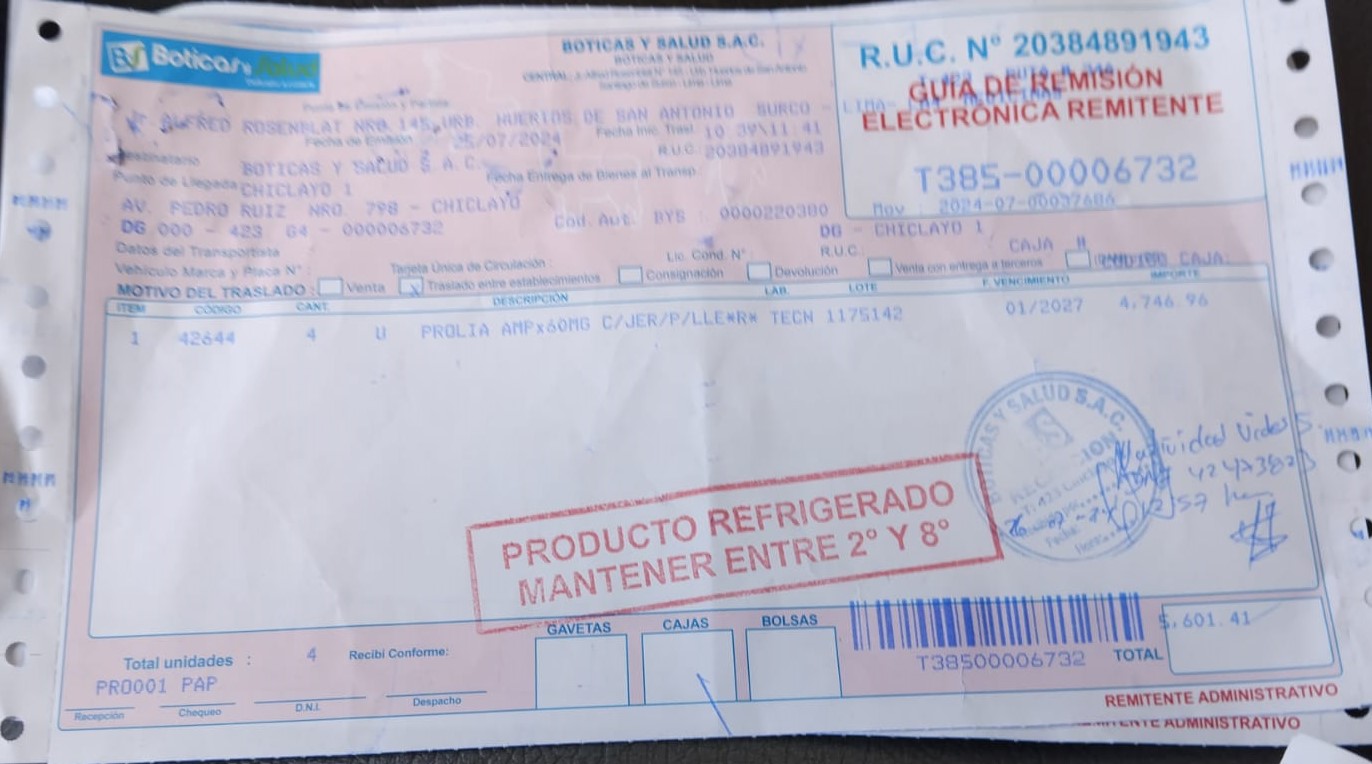 Boticas y Salud
BOTICAS Y SALUD S.A.C.
BOTICAS Y SALUD
R.U.C. N° 20384891943
GUÍA DE REMISIÓN
ELECTRÓNICA REMITENTE
T385-00006732
Mov 2024-07-00037686
ALFRED ROSENBLAT NRO 145, URB. HUERTOS DE SAN ANTONIO SURCO - LIMA-
Fecha de Emisión 25/07/2024 Fecha Inic. Trasl. 10 39\11.41
Destinatario BOTICAS Y SALUD S.A.C. R.U.C. 20384891943
Punto de Llegada CHICLAYO 1 Fecha Entrega de Bienes al Transp.
AV. PEDRO RUIZ NRO. 798 - CHICLAYO
DG 000 - 423 G4 - 000006732 Cod. Aut. BYS : 0000220380 DG - CHICLAYO 1
Datos del Transportista
Vehículo Marca y Placa N° : Tarjeta Única de Circulación : Lic. Cond. N° : R.U.C. : CAJA
MOTIVO DEL TRASLADO : Venta X Traslado entre establecimientos Consignación Devolución Venta con entrega a terceros CAJA:
ITEM CÓDIGO CANT. DESCRIPCIÓN LAB. LOTE F. VENCIMIENTO IMPORTE
1 42644 4 U PROLIA AMPx60MG C/JER/P/LLE*R* TECN 1175142 01/2027 4,746.96
BOTICAS Y SALUD S.A.C.
PRODUCTO REFRIGERADO
MANTENER ENTRE 2° Y 8°
GAVETAS CAJAS BOLSAS
Total unidades : 4 Recibí Conforme:
T38500006732 TOTAL 5,601.41
PRO001 PAP
Recepción Chequeo D.N.I. Despacho
REMITENTE ADMINISTRATIVO
ADMINISTRATIVO